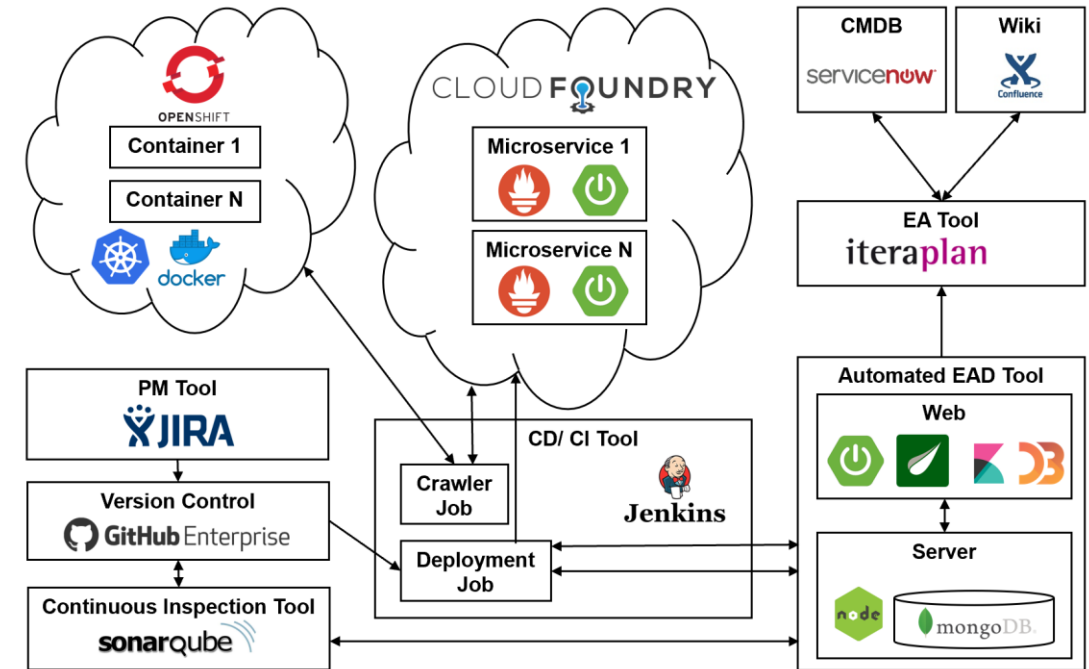 OPENSHIFT
Container 1
Container N
docker
CLOUD FOUNDRY
Microservice 1
Microservice N
CMDB
servicenow
Wiki
Confluence
EA Tool
iteraplan
PM Tool
JIRA
Version Control
GitHub Enterprise
Continuous Inspection Tool
sonarqube
CD/ CI Tool
Crawler
Job
Jenkins
Deployment
Job
Automated EAD Tool
Web
D3
Server
node
mongoDB.